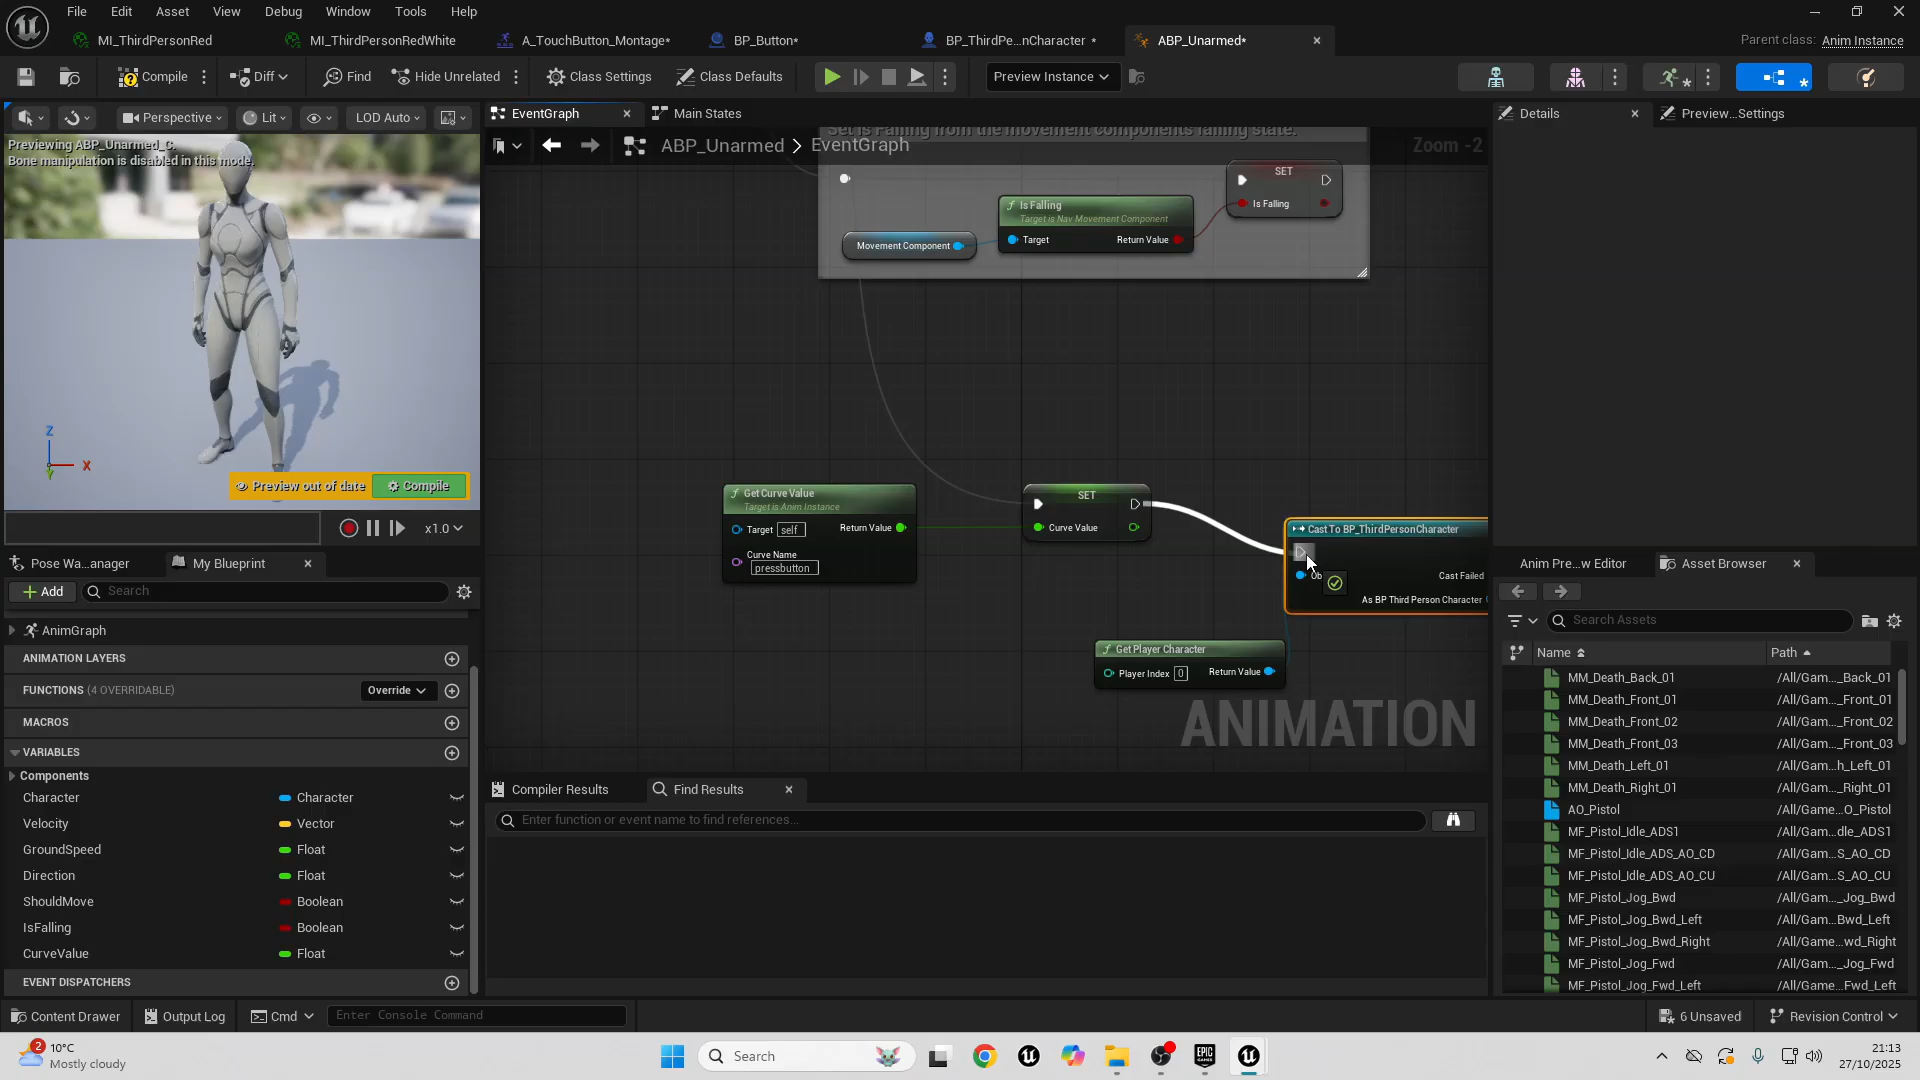 File Edit Asset View Debug Window Tools Help
MI_ThirdPersonRed MI_ThirdPersonRedWhite A_TouchButton_Montage* BP_Button* BP_ThirdPe...nCharacter * ABP_Unarmed* Parent class: Anim Instance
Compile Diff Find Hide Unrelated Class Settings Class Defaults Preview Instance
Perspective Lit LOD Auto
Previewing ABP_Unarmed_C.
Bone manipulation is disabled in this mode.
Z
X
Y
Preview out of date Compile
x1.0
Pose Wa...anager My Blueprint
Add Search
AnimGraph
ANIMATION LAYERS
FUNCTIONS (4 OVERRIDABLE) Override
MACROS
VARIABLES
Components
Character Character
Velocity Vector
GroundSpeed Float
Direction Float
ShouldMove Boolean
IsFalling Boolean
CurveValue Float
EVENT DISPATCHERS
EventGraph Main States
Set is Falling from the movement components falling state.
ABP_Unarmed > EventGraph Zoom -2
SET
Is Falling
Is Falling
Target is Nav Movement Component
Target Return Value
Movement Component
Get Curve Value
Target is Anim Instance
Target self Return Value
Curve Name
pressbutton
SET
Curve Value
Cast To BP_ThirdPersonCharacter
Ob
Cast Failed
As BP Third Person Character
Get Player Character
Player Index 0 Return Value
ANIMATION
Compiler Results Find Results
Enter function or event name to find references...
Details Preview...Settings
Anim Pre...w Editor Asset Browser
Search Assets
Name Path
MM_Death_Back_01 /All/Gam..._Back_01
MM_Death_Front_01 /All/Gam..._Front_01
MM_Death_Front_02 /All/Gam..._Front_02
MM_Death_Front_03 /All/Gam..._Front_03
MM_Death_Left_01 /All/Gam...h_Left_01
MM_Death_Right_01 /All/Gam..._Right_01
AO_Pistol /All/Game...O_Pistol
MF_Pistol_Idle_ADS1 /All/Gam...dle_ADS1
MF_Pistol_Idle_ADS_AO_CD /All/Gam...S_AO_CD
MF_Pistol_Idle_ADS_AO_CU /All/Gam...S_AO_CU
MF_Pistol_Jog_Bwd /All/Gam..._Jog_Bwd
MF_Pistol_Jog_Bwd_Left /All/Gam...Bwd_Left
MF_Pistol_Jog_Bwd_Right /All/Game...wd_Right
MF_Pistol_Jog_Fwd /All/Gam..._Jog_Fwd
MF_Pistol_Jog_Fwd_Left /All/Gam...Fwd_Left
Content Drawer Output Log Cmd Enter Console Command 6 Unsaved Revision Control
2
10°C
Mostly cloudy
Search
EPIC
GAMES
21:13
27/10/2025